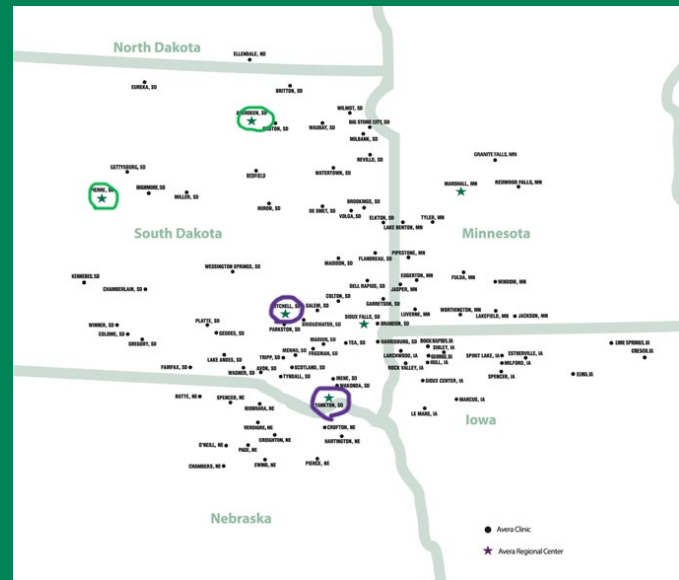 North Dakota
ELLENDALE, ND
EUREKA, SD
BRITTON, SD
ABERDEEN, SD
GROTON, SD
WAUBAY, SD
WILMOT, SD
BIG STONE CITY, SD
MILBANK, SD
REVILLO, SD
GRANITE FALLS, MN
MARSHALL, MN
REDWOOD FALLS, MN
GETTYSBURG, SD
REDFIELD
WATERTOWN, SD
PIERRE, SD
HIGHMORE, SD
MILLER, SD
HURON, SD
DE SMET, SD
BROOKINGS, SD
VOLGA, SD
ELKTON, SD
LAKE BENTON, MN
TYLER, MN
South Dakota
Minnesota
WESSINGTON SPRINGS, SD
MADISON, SD
FLANDREAU, SD
PIPESTONE, MN
KENNEBEC, SD
CHAMBERLAIN, SD
DELL RAPIDS, SD
EDGERTON, MN
JASPER, MN
FULDA, MN
WINDOM, MN
MITCHELL, SD
SALEM, SD
COLTON, SD
GARRETSON, SD
LUVERNE, MN
WORTHINGTON, MN
LAKEFIELD, MN
JACKSON, MN
PLATTE, SD
GEDDES, SD
PARKSTON, SD
BRIDGEWATER, SD
SIOUX FALLS, SD
BRANDON, SD
WINNER, SD
COLOME, SD
GREGORY, SD
MARION, SD
MENNO, SD
FREEMAN, SD
TEA, SD
HARRISBURG, SD
LARCHWOOD, IA
ROCK RAPIDS, IA
SIBLEY, IA
GEORGE, IA
HULL, IA
ROCK VALLEY, IA
SPIRIT LAKE, IA
ESTHERVILLE, IA
MILFORD, IA
SPENCER, IA
LIME SPRINGS, IA
CRESCO, IA
FAIRFAX, SD
LAKE ANDES, SD
WAGNER, SD
AVON, SD
TRIPP, SD
SCOTLAND, SD
TYNDALL, SD
IRENE, SD
WAKONDA, SD
SIOUX CENTER, IA
MARCUS, IA
LE MARS, IA
BUTTE, NE
SPENCER, NE
NIOBRARA, NE
YANKTON, SD
Iowa
VERDIGRE, NE
CREIGHTON, NE
CROFTON, NE
HARTINGTON, NE
O'NEILL, NE
PAGE, NE
CHAMBERS, NE
EWING, NE
PIERCE, NE
Nebraska
Avera Clinic
Avera Regional Center